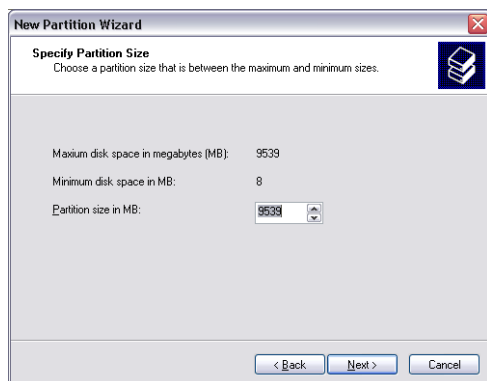 New Partition Wizard
Specify Partition Size
Choose a partition size that is between the maximum and minimum sizes.
Maxium disk space in megabytes (MB): 9539
Minimum disk space in MB: 8
Partition size in MB: 9539
< Back Next > Cancel